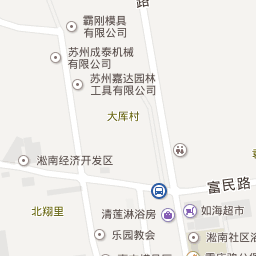 路
霸刚模具
有限公司
苏州成泰机械
有限公司
苏州嘉达园林
工具有限公司
大厍村
淞南经济开发区
富民路
北翔里
清莲淋浴房
如海超市
乐园教会
淞南社区浴